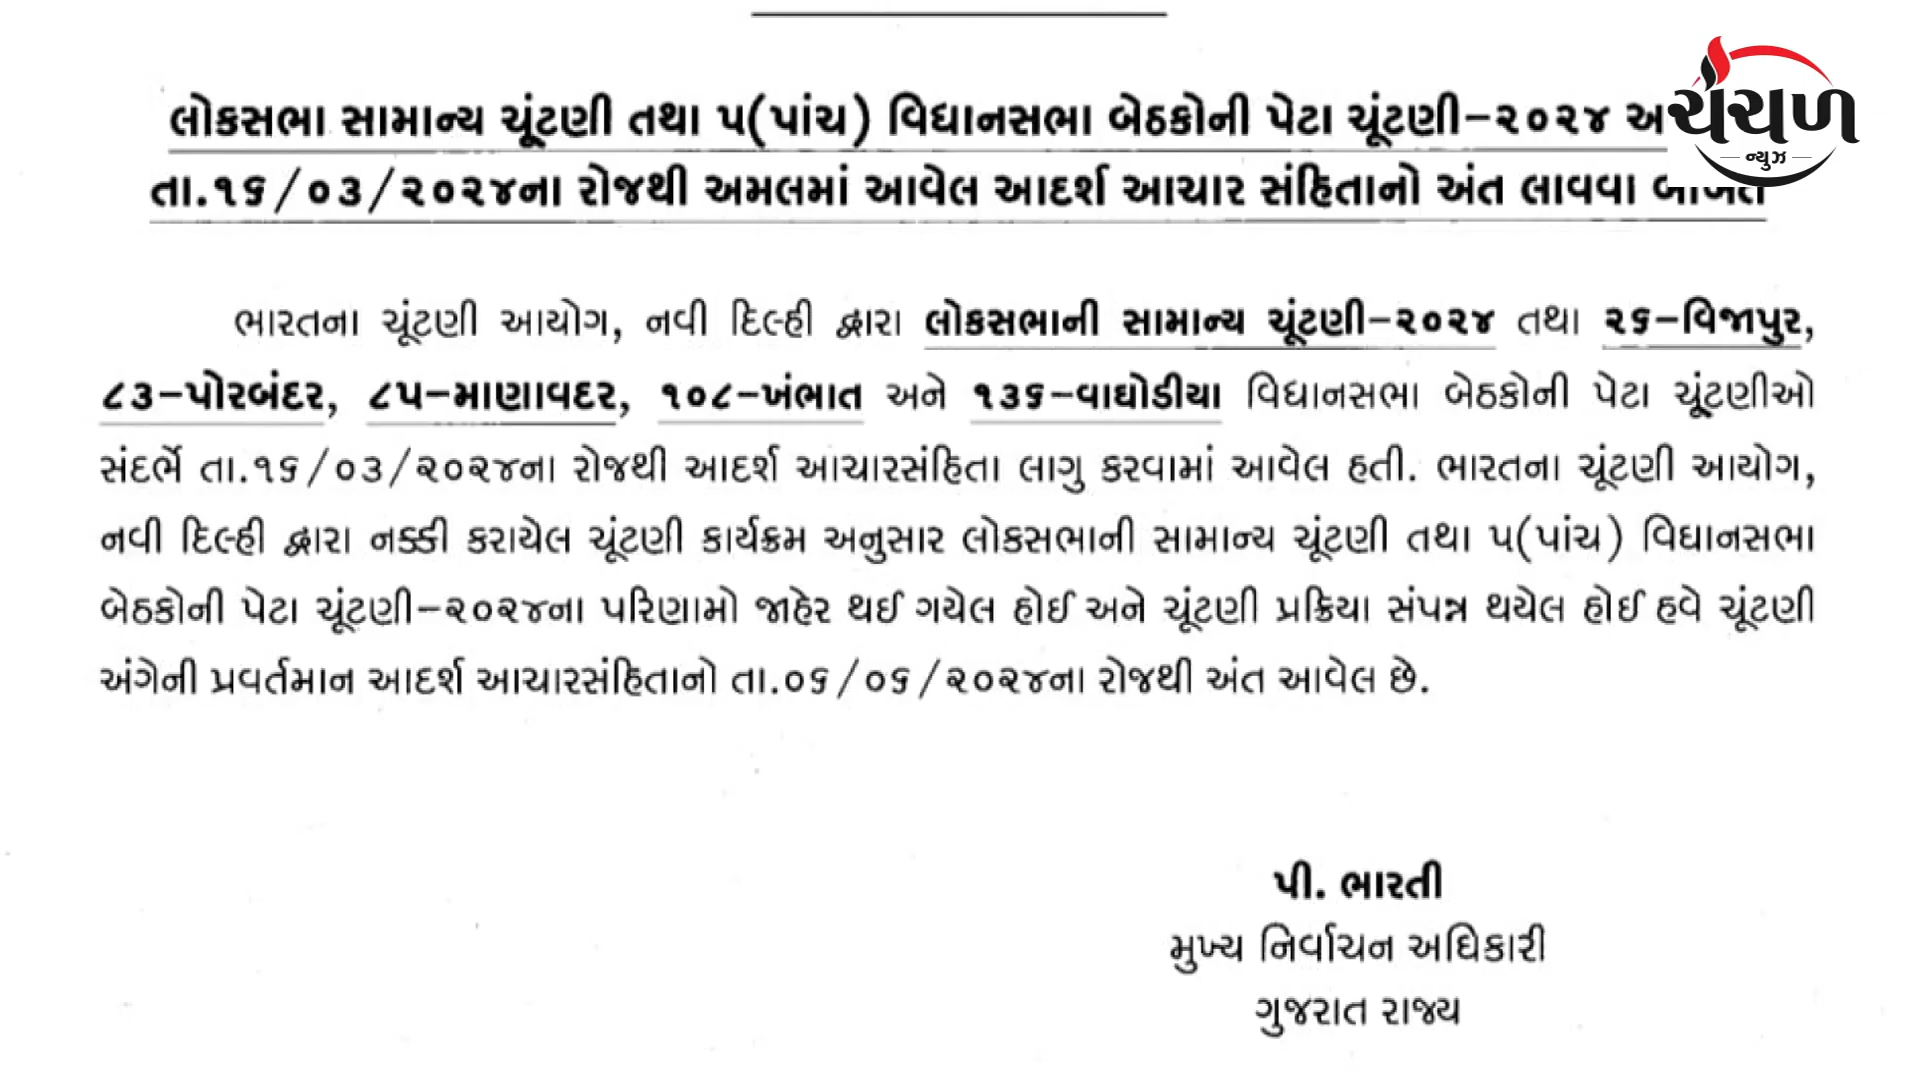 લોકસભા સામાન્ય ચૂંટણી તથા ૫(પાંચ) વિધાનસભા બેઠકોની પેટા ચૂંટણી-૨૦૨૪
તા.૧૬/૦૩/૨૦૨૪ના રોજથી અમલમાં આવેલ આદર્શ આચાર સંહિતાનો અંત લાવવા બાબત
ચંચળ
ન્યુઝ
ભારતના ચૂંટણી આયોગ, નવી દિલ્હી દ્વારા લોકસભાની સામાન્ય ચૂંટણી-૨૦૨૪ તથા ૨૬-વિજાપુર,
૮૩-પોરબંદર, ૮૫-માણાવદર, ૧૦૮-ખંભાત અને ૧૩૬-વાઘોડીયા વિધાનસભા બેઠકોની પેટા ચૂંટણીઓ
સંદર્ભે તા.૧૬/૦૩/૨૦૨૪ના રોજથી આદર્શ આચારસંહિતા લાગુ કરવામાં આવેલ હતી. ભારતના ચૂંટણી આયોગ,
નવી દિલ્હી દ્વારા નક્કી કરાયેલ ચૂંટણી કાર્યક્રમ અનુસાર લોકસભાની સામાન્ય ચૂંટણી તથા ૫(પાંચ) વિધાનસભા
બેઠકોની પેટા ચૂંટણી-૨૦૨૪ના પરિણામો જાહેર થઈ ગયેલ હોઈ અને ચૂંટણી પ્રક્રિયા સંપન્ન થયેલ હોઈ હવે ચૂંટણી
અંગેની પ્રવર્તમાન આદર્શ આચારસંહિતાનો તા.૦૬/૦૬/૨૦૨૪ના રોજથી અંત આવેલ છે.
પી. ભારતી
મુખ્ય નિર્વાચન અધિકારી
ગુજરાત રાજ્ય